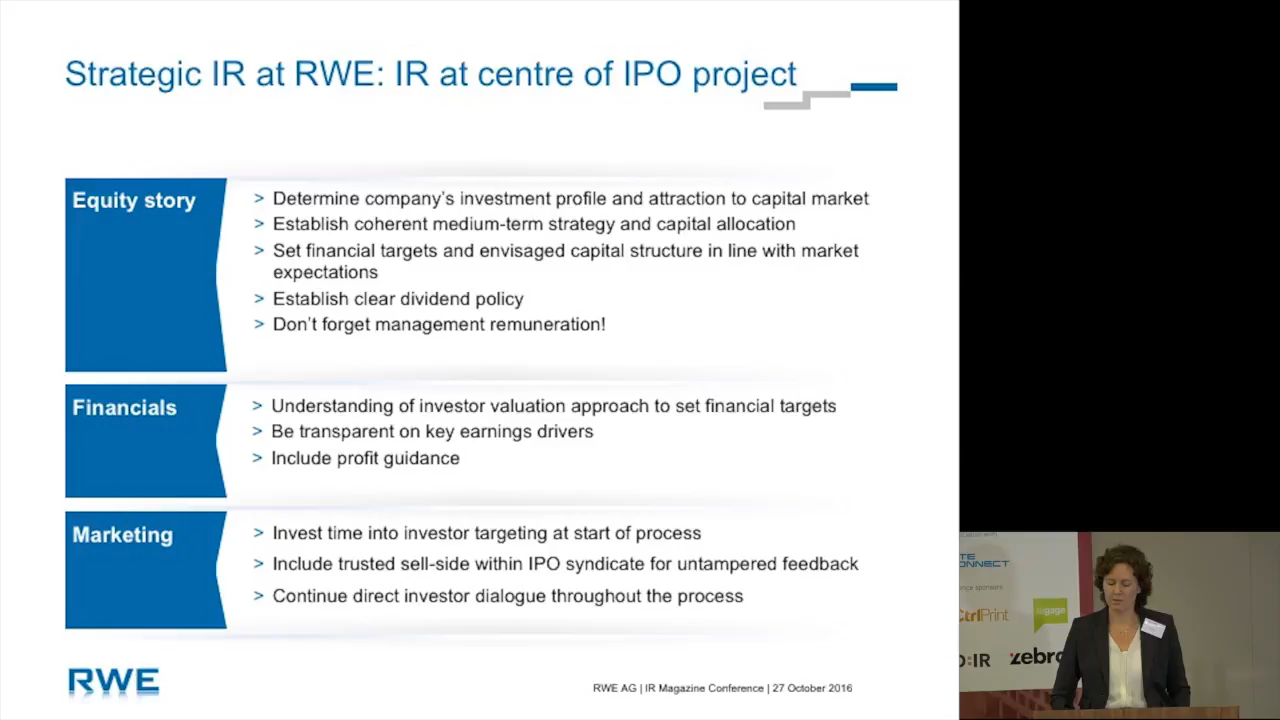 Strategic IR at RWE: IR at centre of IPO project
Equity story
> Determine company's investment profile and attraction to capital market
> Establish coherent medium-term strategy and capital allocation
> Set financial targets and envisaged capital structure in line with market
expectations
> Establish clear dividend policy
> Don't forget management remuneration!
Financials
> Understanding of investor valuation approach to set financial targets
> Be transparent on key earnings drivers
> Include profit guidance
Marketing
> Invest time into investor targeting at start of process
> Include trusted sell-side within IPO syndicate for untampered feedback
> Continue direct investor dialogue throughout the process
RWE
RWE AG | IR Magazine Conference | 27 October 2016
CtrlPrint
:IR
zebr